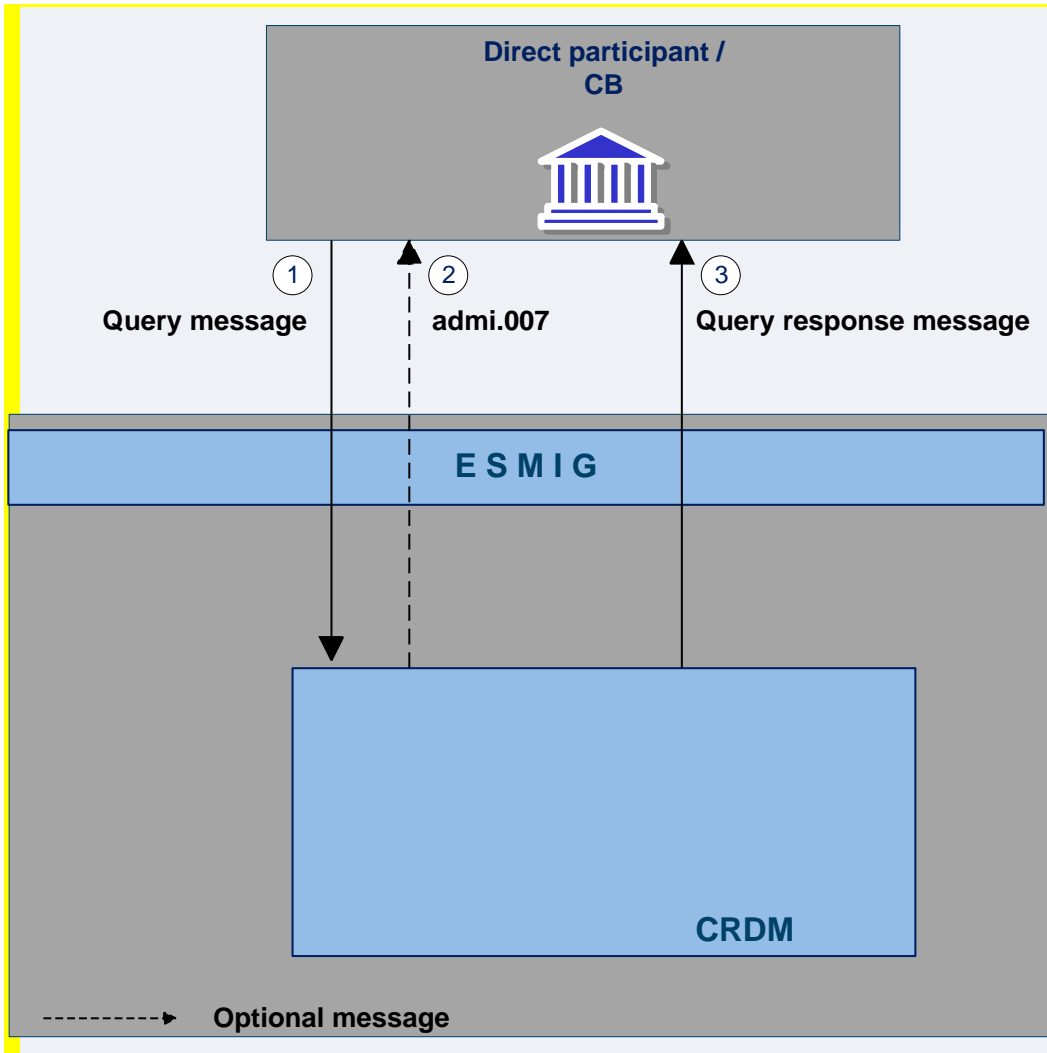 Direct participant /
CB
1
2
3
Query message
admi.007
Query response message
E S M I G
CRDM
Optional message